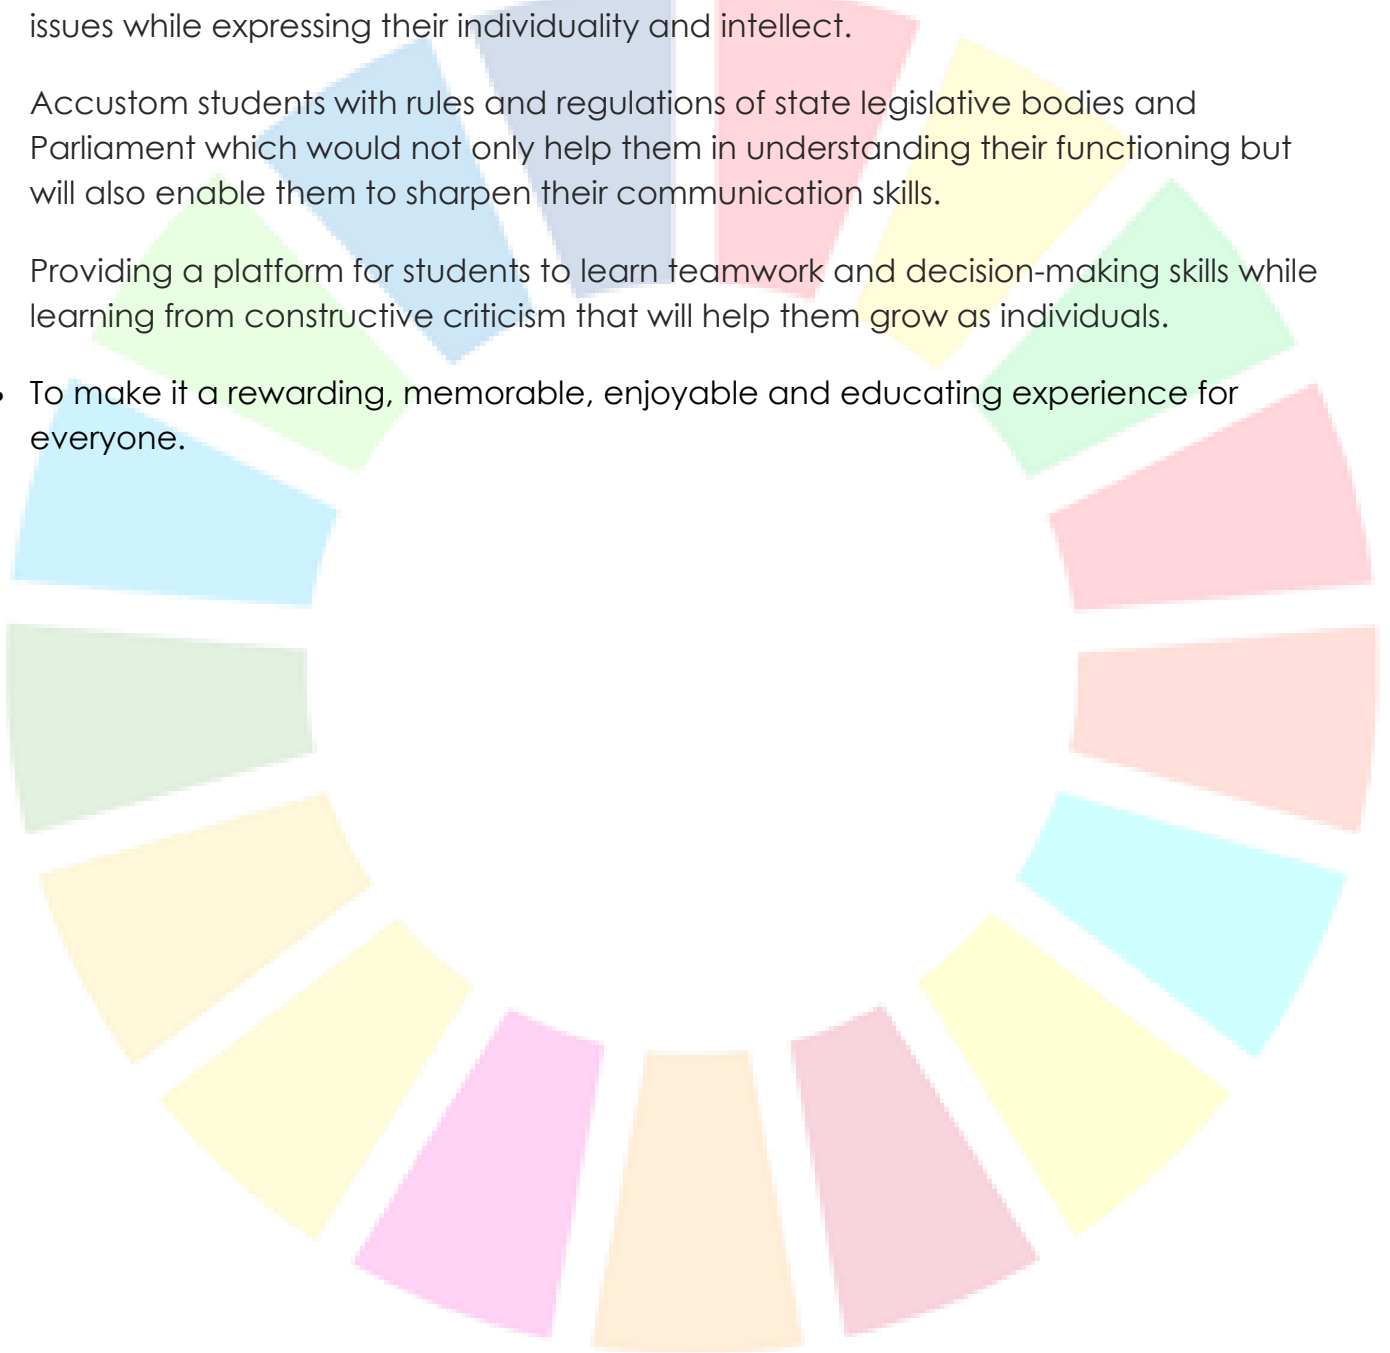 issues while expressing their individuality and intellect.
Accustom students with rules and regulations of state legislative bodies and
Parliament which would not only help them in understanding their functioning but
will also enable them to sharpen their communication skills.
Providing a platform for students to learn teamwork and decision-making skills while
learning from constructive criticism that will help them grow as individuals.
• To make it a rewarding, memorable, enjoyable and educating experience for
everyone.